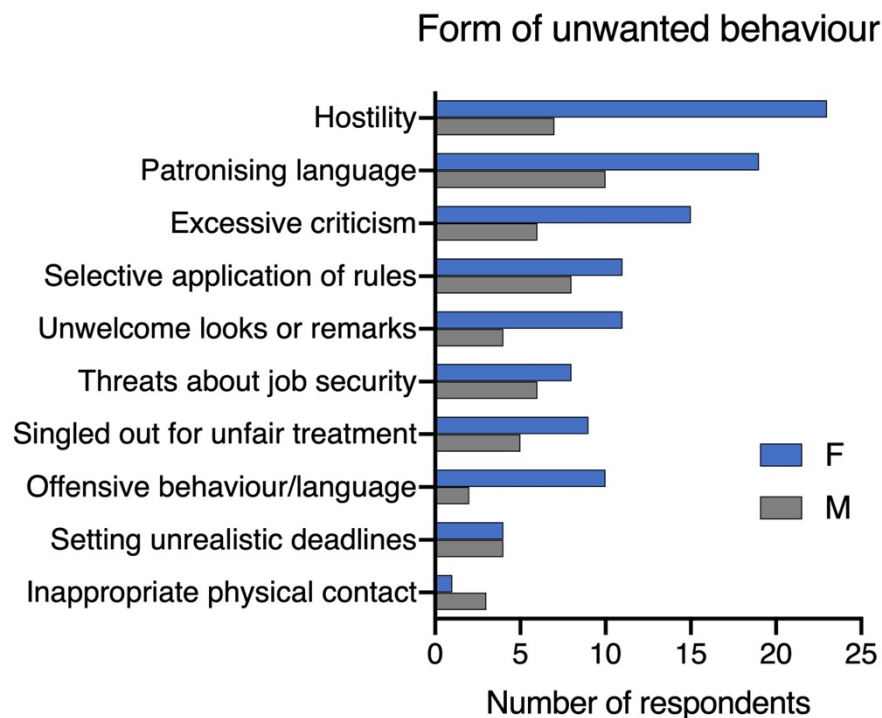 Form of unwanted behaviour
Hostility
Patronising language
Excessive criticism
Selective application of rules
Unwelcome looks or remarks
Threats about job security
Singled out for unfair treatment
Offensive behaviour/language
Setting unrealistic deadlines
Inappropriate physical contact
F
M
0 5 10 15 20 25
Number of respondents